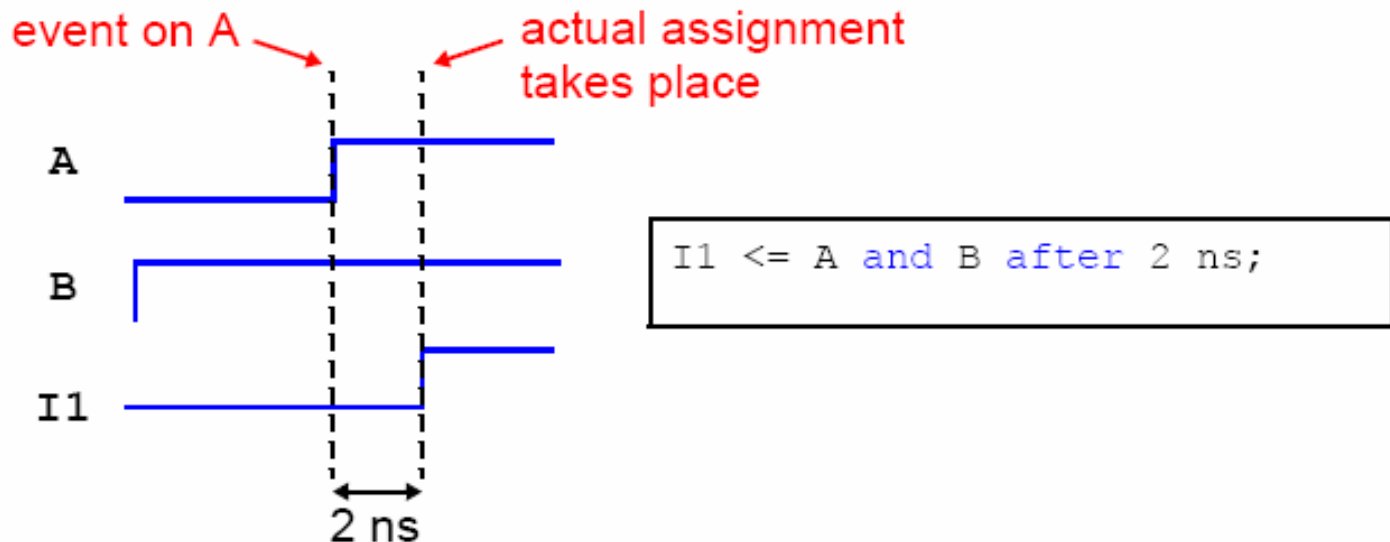 event on A
actual assignment
takes place
A
B
I1
I1 <= A and B after 2 ns;
2 ns